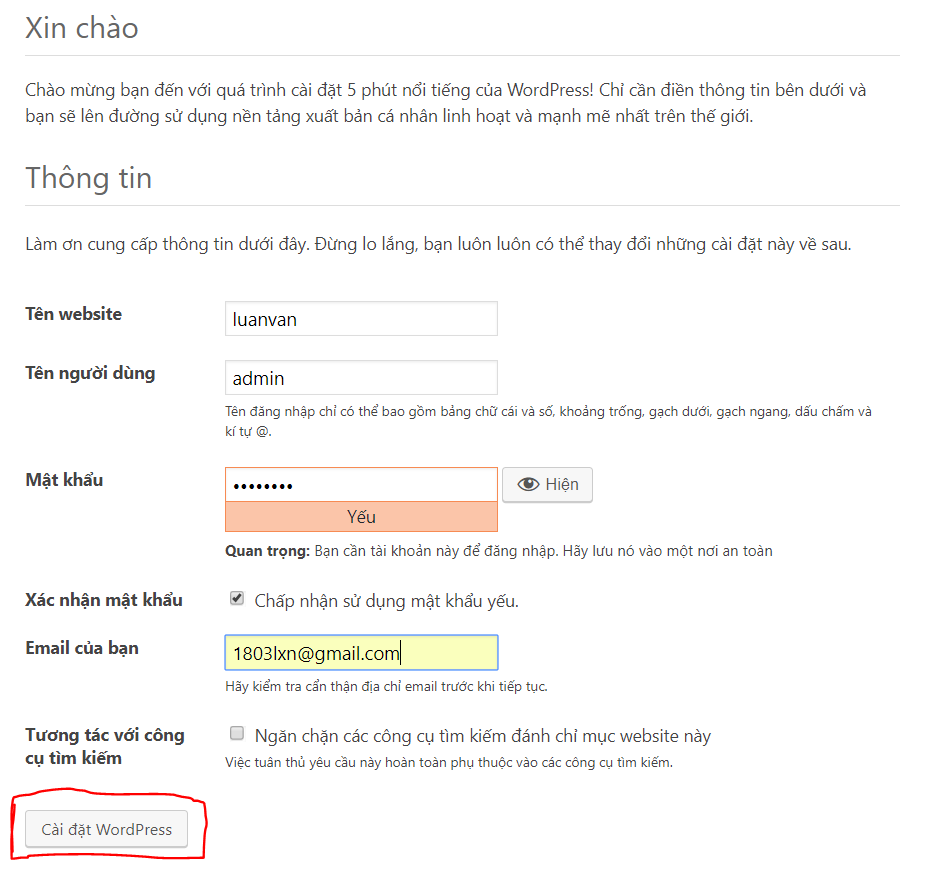 Xin chào
Chào mừng bạn đến với quá trình cài đặt 5 phút nổi tiếng của WordPress! Chỉ cần điền thông tin bên dưới và
bạn sẽ lên đường sử dụng nền tảng xuất bản cá nhân linh hoạt và mạnh mẽ nhất trên thế giới.
Thông tin
Làm ơn cung cấp thông tin dưới đây. Đừng lo lắng, bạn luôn luôn có thể thay đổi những cài đặt này về sau.
Tên website
luanvan
Tên người dùng
admin
Tên đăng nhập chỉ có thể bao gồm bảng chữ cái và số, khoảng trống, gạch dưới, gạch ngang, dấu chấm và
kí tự @.
Mật khẩu
••••••••
Hiện
Yếu
Quan trọng: Bạn cần tài khoản này để đăng nhập. Hãy lưu nó vào một nơi an toàn
Xác nhận mật khẩu
Chấp nhận sử dụng mật khẩu yếu.
Email của bạn
1803lxn@gmail.com
Hãy kiểm tra cẩn thận địa chỉ email trước khi tiếp tục.
Tương tác với công
cụ tìm kiếm
Ngăn chặn các công cụ tìm kiếm đánh chỉ mục website này
Việc tuân thủ yêu cầu này hoàn toàn phụ thuộc vào các công cụ tìm kiếm.
Cài đặt WordPress